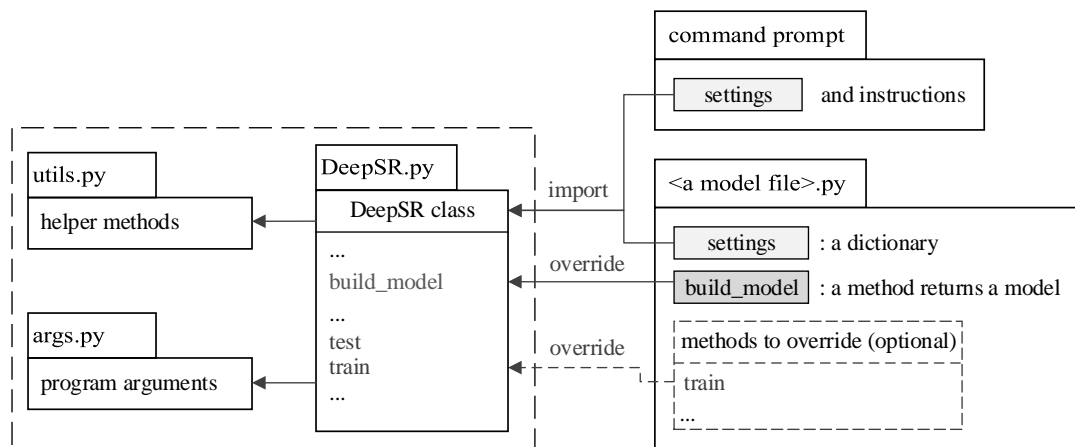 command prompt
settings and instructions
utils.py
helper methods
args.py
program arguments
DeepSR.py
DeepSR class
...
build_model
...
test
train
...
import
override
override
<a model file>.py
settings : a dictionary
build_model : a method returns a model
methods to override (optional)
train
...